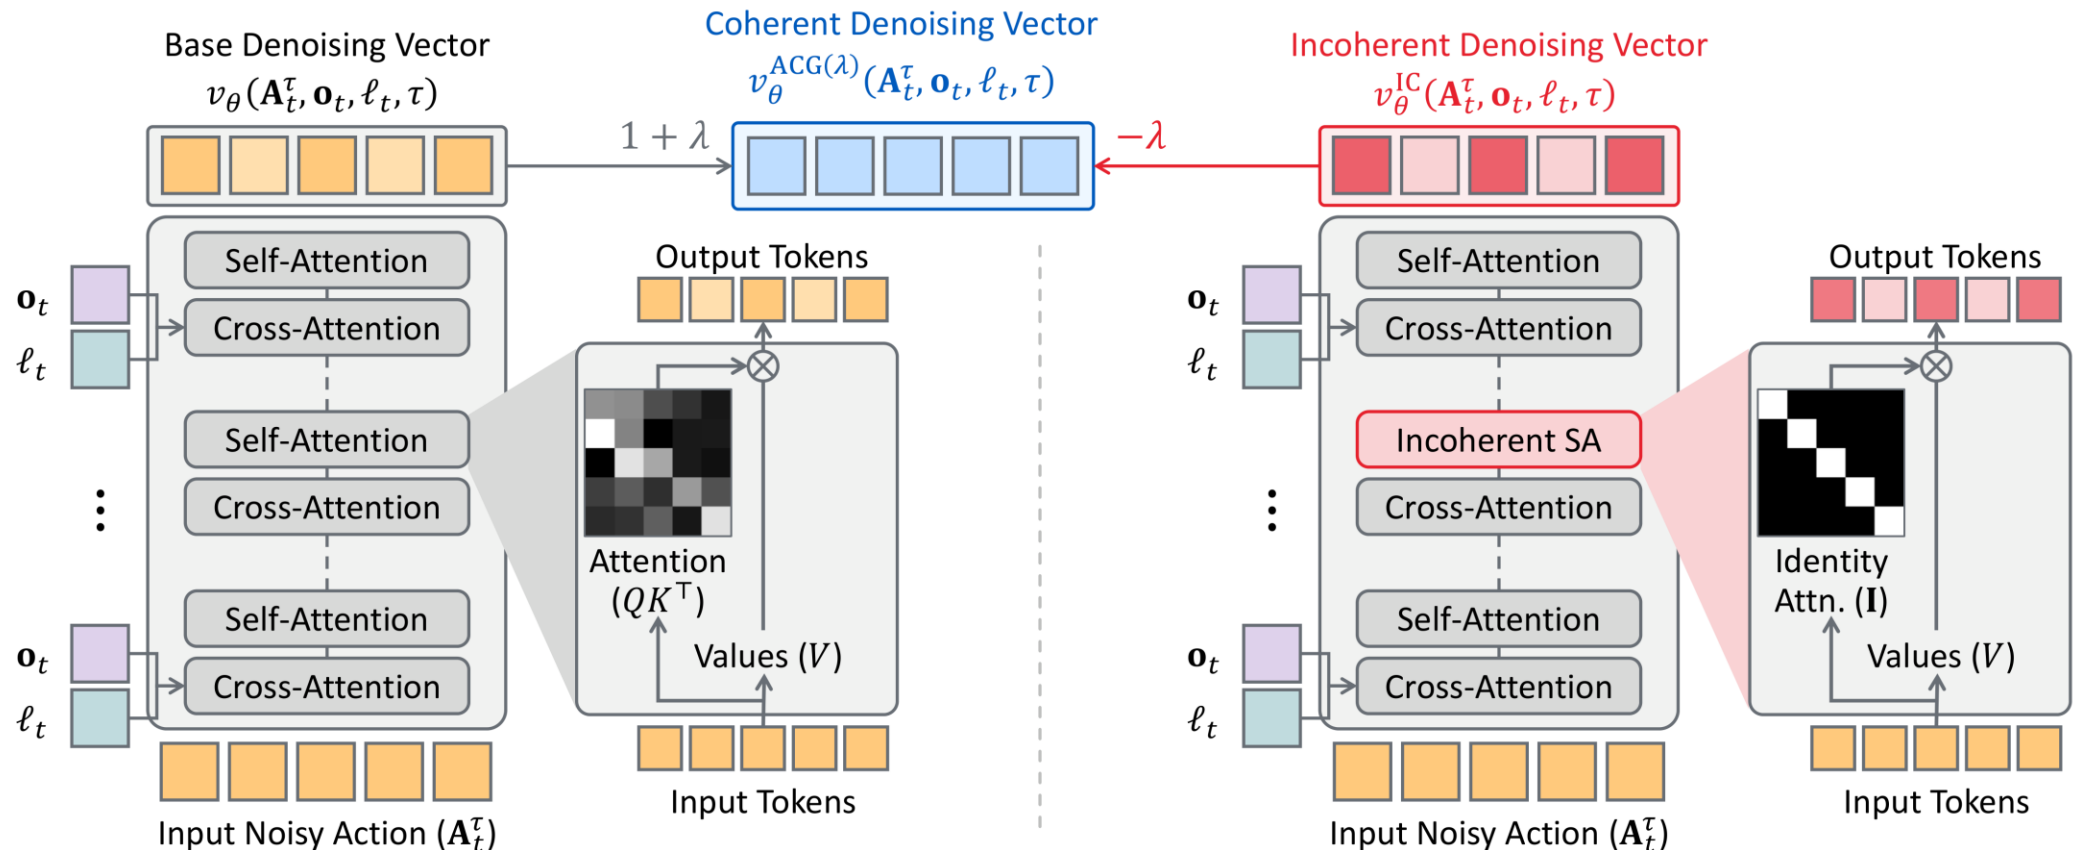 Base Denoising Vector
v_θ(A_t^τ, o_t, ℓ_t, τ)
Coherent Denoising Vector
v_θ^{ACG(λ)}(A_t^τ, o_t, ℓ_t, τ)
Incoherent Denoising Vector
v_θ^{IC}(A_t^τ, o_t, ℓ_t, τ)
1 + λ
−λ
Self-Attention
Cross-Attention
o_t
ℓ_t
Self-Attention
Cross-Attention
⋮
Self-Attention
Cross-Attention
o_t
ℓ_t
Input Noisy Action (A_t^τ)
Output Tokens
⊗
Attention
(QK^⊤)
Values (V)
Input Tokens
Self-Attention
Cross-Attention
o_t
ℓ_t
Incoherent SA
Cross-Attention
⋮
Self-Attention
Cross-Attention
o_t
ℓ_t
Input Noisy Action (A_t^τ)
Output Tokens
⊗
Identity
Attn. (I)
Values (V)
Input Tokens